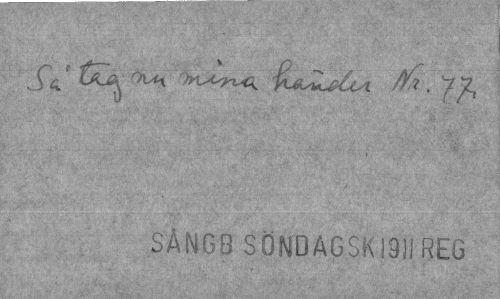 Så tag nu mina händer Nr. 77.
SÅNGB SÖNDAGSK 1911 REG